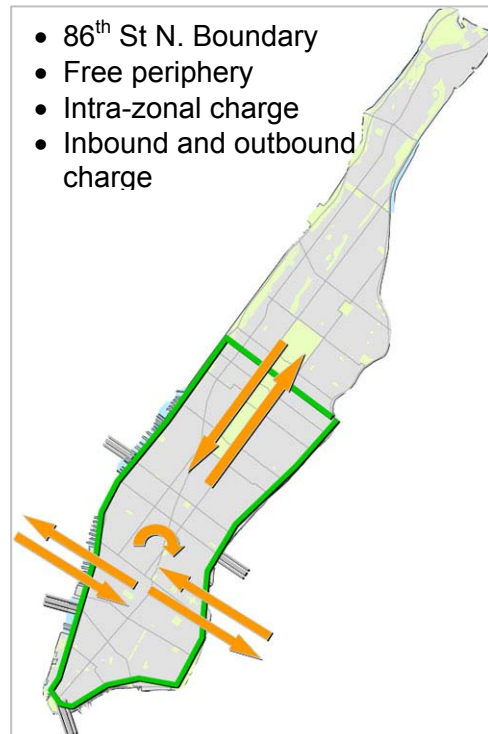 • 86th St N. Boundary
• Free periphery
• Intra-zonal charge
• Inbound and outbound
charge